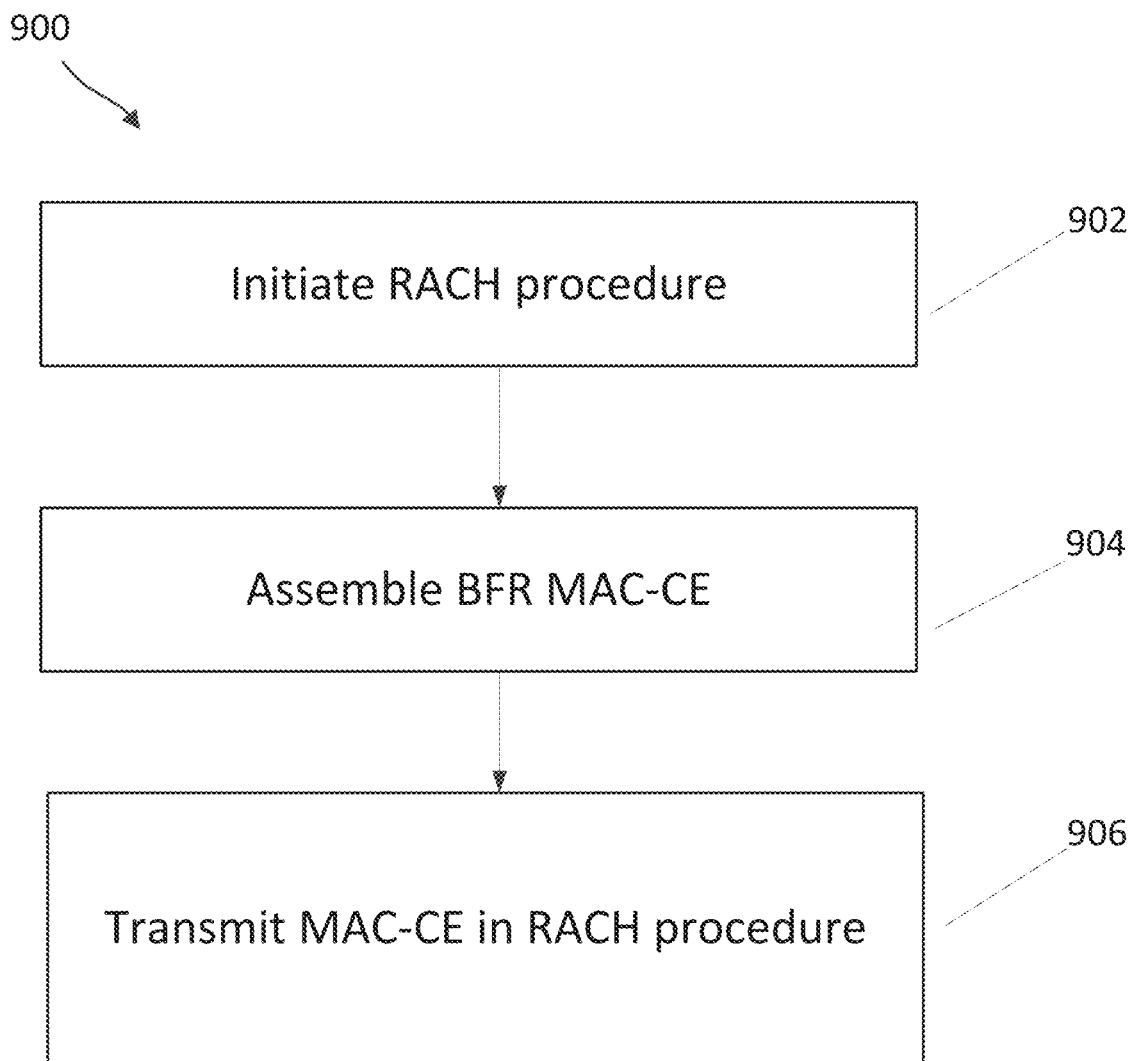 900
902
Initiate RACH procedure
904
Assemble BFR MAC-CE
906
Transmit MAC-CE in RACH procedure